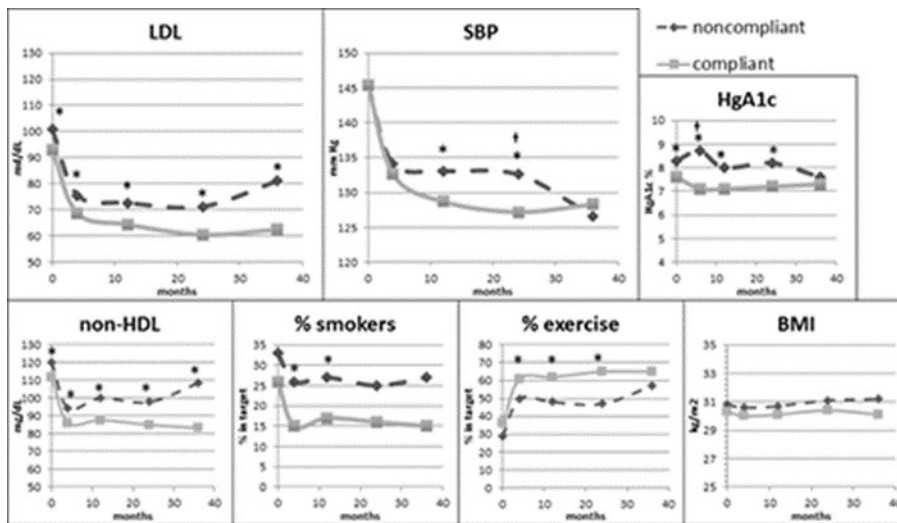 LDL
md/dL
130
120
110
100
90
80
70
60
50
0 10 20 30 40
months
*
*
*
*
*
SBP
mm Hg
150
145
140
135
130
125
120
0 10 20 30 40
months
*
†
*
noncompliant
compliant
HgA1c
HgA1c %
10
9
8
7
6
5
4
0 20 40
months
*
†
*
*
*
non-HDL
mg/dL
130
120
110
100
90
80
70
60
50
0 10 20 30 40
months
*
*
*
*
*
% smokers
% in target
35
30
25
20
15
10
5
0
0 10 20 30 40
months
*
*
% exercise
% in target
80
70
60
50
40
30
20
10
0
0 10 20 30 40
months
*
*
*
BMI
kg/m2
35
33
31
29
27
25
0 10 20 30 40
months